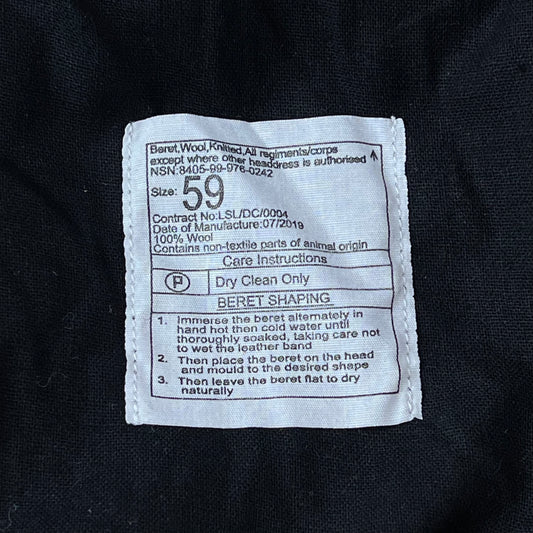 Beret,Wool,Knitted,All regiments/corps
except where other headdress is authorised
NSN:8405-99-976-0242
Size: 59
Contract No:LSL/DC/0004
Date of Manufacture:07/2019
100% Wool
Contains non-textile parts of animal origin
Care Instructions
P Dry Clean Only
BERET SHAPING
1. Immerse the beret alternately in
hand hot then cold water until
thoroughly soaked, taking care not
to wet the leather band
2. Then place the beret on the head
and mould to the desired shape
3. Then leave the beret flat to dry
naturally